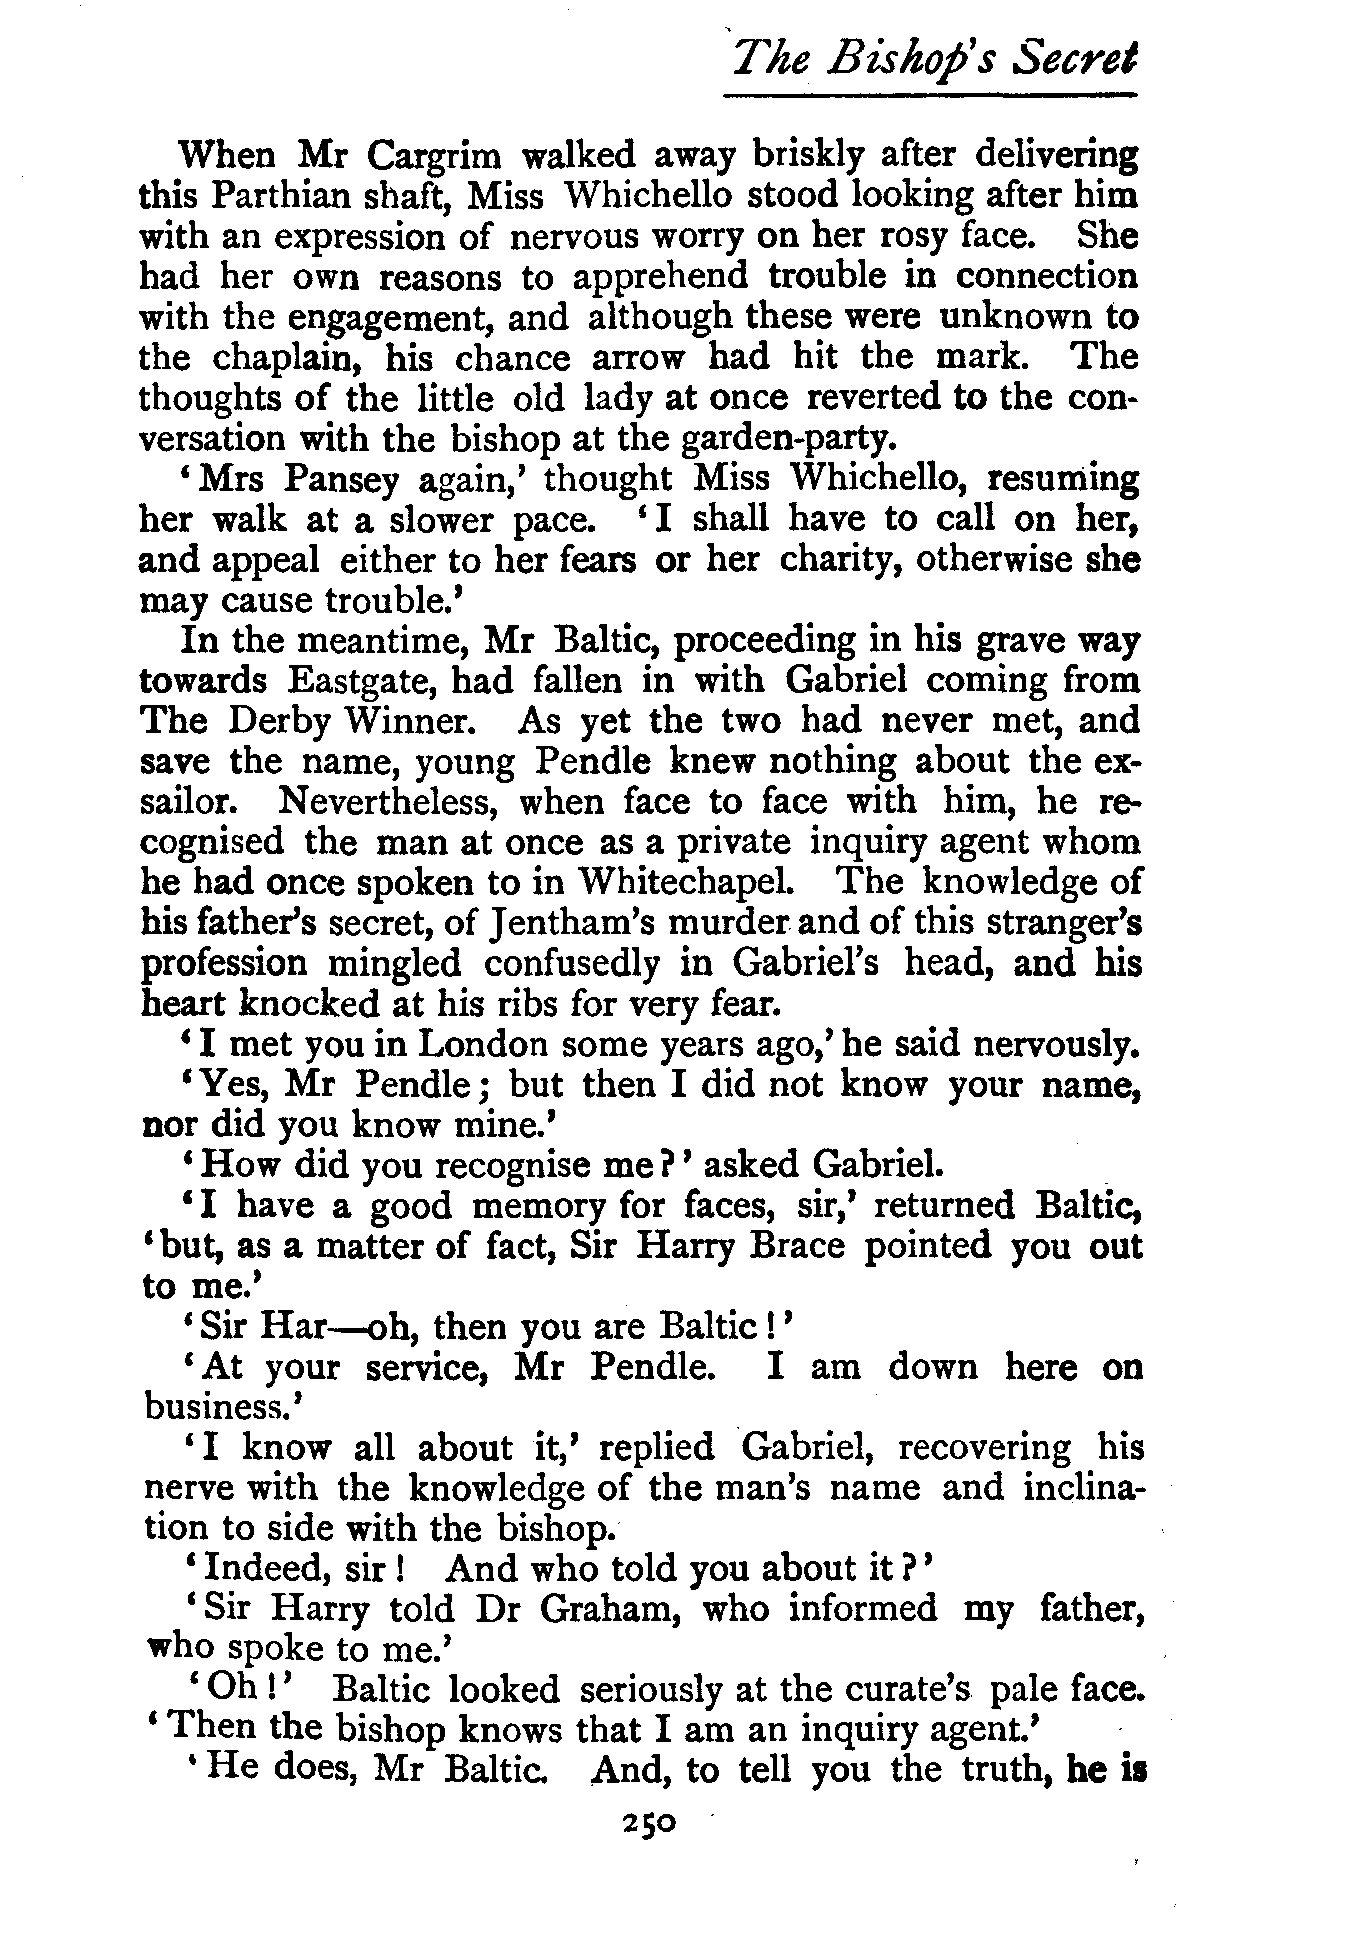 The Bishop's Secret
When Mr Cargrim walked away briskly after delivering
this Parthian shaft, Miss Whichello stood looking after him
with an expression of nervous worry on her rosy face. She
had her own reasons to apprehend trouble in connection
with the engagement, and although these were unknown to
the chaplain, his chance arrow had hit the mark. The
thoughts of the little old lady at once reverted to the con-
versation with the bishop at the garden-party.
'Mrs Pansey again,' thought Miss Whichello, resuming
her walk at a slower pace. 'I shall have to call on her,
and appeal either to her fears or her charity, otherwise she
may cause trouble.'
In the meantime, Mr Baltic, proceeding in his grave way
towards Eastgate, had fallen in with Gabriel coming from
The Derby Winner. As yet the two had never met, and
save the name, young Pendle knew nothing about the ex-
sailor. Nevertheless, when face to face with him, he re-
cognised the man at once as a private inquiry agent whom
he had once spoken to in Whitechapel. The knowledge of
his father's secret, of Jentham's murder and of this stranger's
profession mingled confusedly in Gabriel's head, and his
heart knocked at his ribs for very fear.
'I met you in London some years ago,' he said nervously.
'Yes, Mr Pendle; but then I did not know your name,
nor did you know mine.'
'How did you recognise me?' asked Gabriel.
'I have a good memory for faces, sir,' returned Baltic,
'but, as a matter of fact, Sir Harry Brace pointed you out
to me.'
'Sir Har—oh, then you are Baltic!'
'At your service, Mr Pendle. I am down here on
business.'
'I know all about it,' replied Gabriel, recovering his
nerve with the knowledge of the man's name and inclina-
tion to side with the bishop.
'Indeed, sir! And who told you about it?'
'Sir Harry told Dr Graham, who informed my father,
who spoke to me.'
'Oh!' Baltic looked seriously at the curate's pale face.
'Then the bishop knows that I am an inquiry agent.'
'He does, Mr Baltic. And, to tell you the truth, he is
250